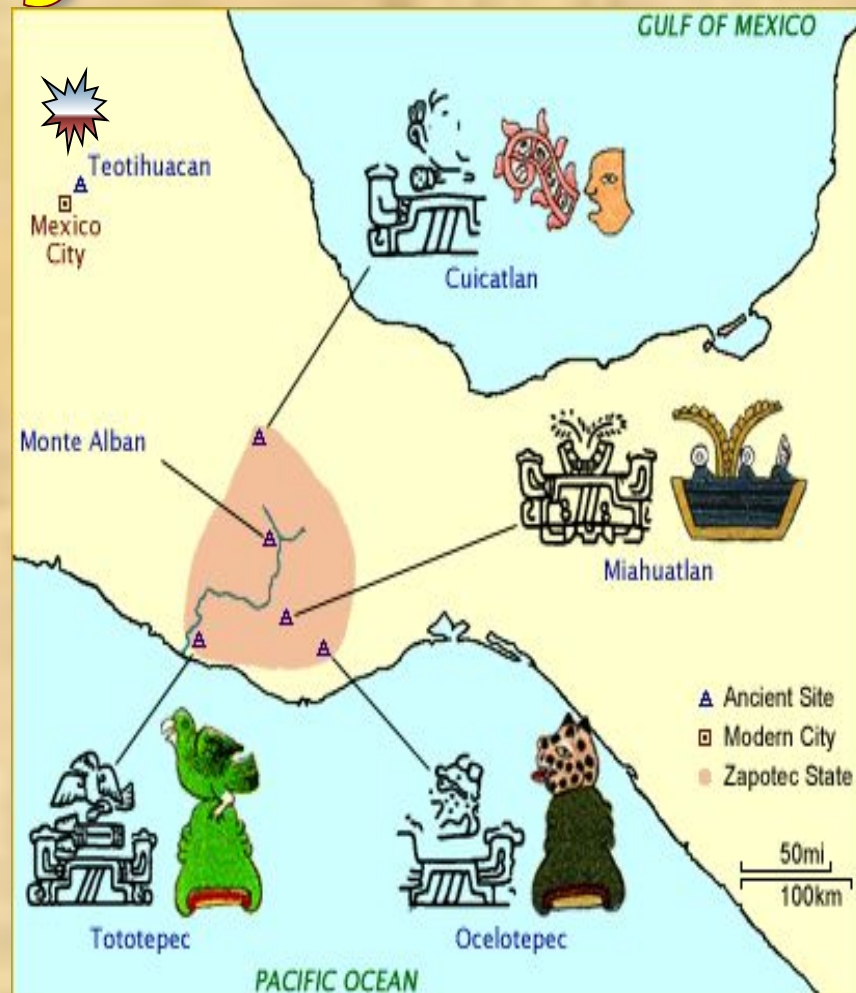 GULF OF MEXICO
Teotihuacan
Mexico
City
Cuicatlan
Monte Alban
Miahuatlan
Ancient Site
Modern City
Zapotec State
50mi
100km
Tototepec
Ocelotepec
PACIFIC OCEAN